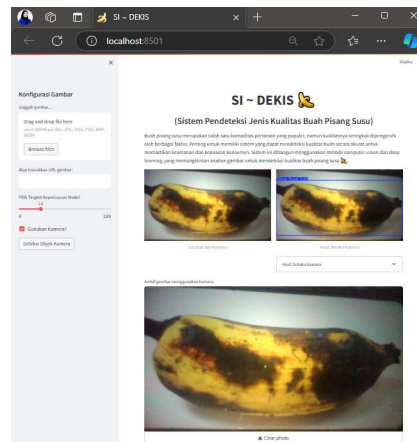 SI ~ DEKIS
localhost:8501
Deploy
Konfigurasi Gambar
Unggah gambar...
Drag and drop file here
Browse files
Atau masukkan URL gambar:
Pilih Tingkat Kepercayaan Model
24
0 100
Gunakan Kamera?
Deteksi Objek Kamera
SI ~ DEKIS
(Sistem Pendeteksi Jenis Kualitas Buah Pisang Susu)
Buah pisang susu merupakan salah satu komoditas pertanian yang populer, namun kualitasnya seringkali dipengaruhi
oleh berbagai faktor. Penting untuk memiliki sistem yang dapat mendeteksi kualitas buah secara akurat untuk
memastikan keamanan dan kepuasan konsumen. Sistem ini dibangun menggunakan metode computer vision dan deep
learning, yang memungkinkan analisis gambar untuk mendeteksi kualitas buah pisang susu
Gambar dari Kamera
Hasil Deteksi Kamera
Hasil Deteksi Kamera
Ambil gambar menggunakan kamera
Clear photo